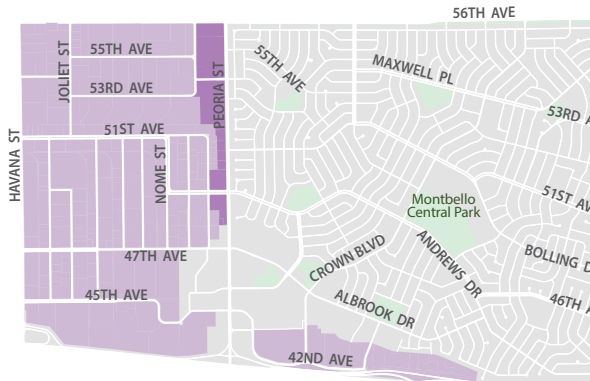 56TH AVE
55TH AVE
JOLIET ST
53RD AVE
PEORIA ST
55TH AVE
MAXWELL PL
53RD A
HAVANA ST
51ST AVE
NOME ST
51ST AV
Montbello
Central Park
47TH AVE
CROWN BLVD
ANDREWS DR
BOLLING D
45TH AVE
ALBROOK DR
46TH A
42ND AVE